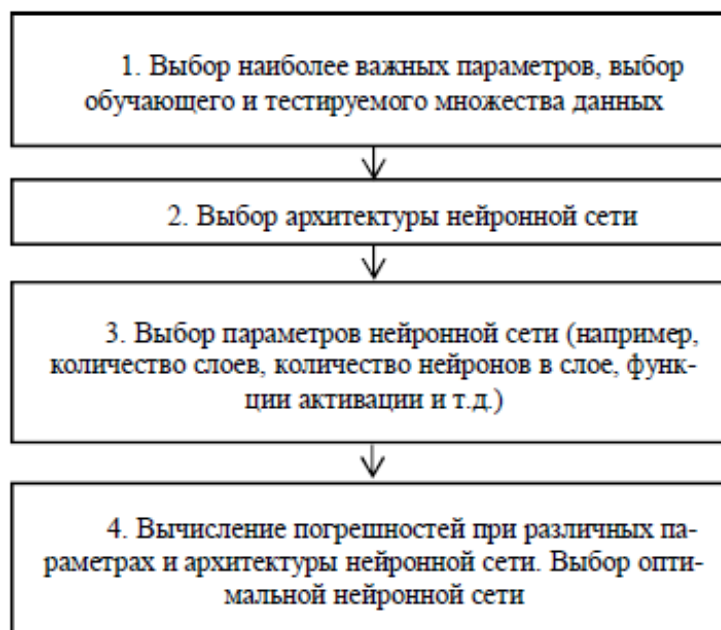 1. Выбор наиболее важных параметров, выбор
обучающего и тестируемого множества данных
2. Выбор архитектуры нейронной сети
3. Выбор параметров нейронной сети (например,
количество слоев, количество нейронов в слое, функ-
ции активации и т.д.)
4. Вычисление погрешностей при различных па-
раметрах и архитектуры нейронной сети. Выбор опти-
мальной нейронной сети